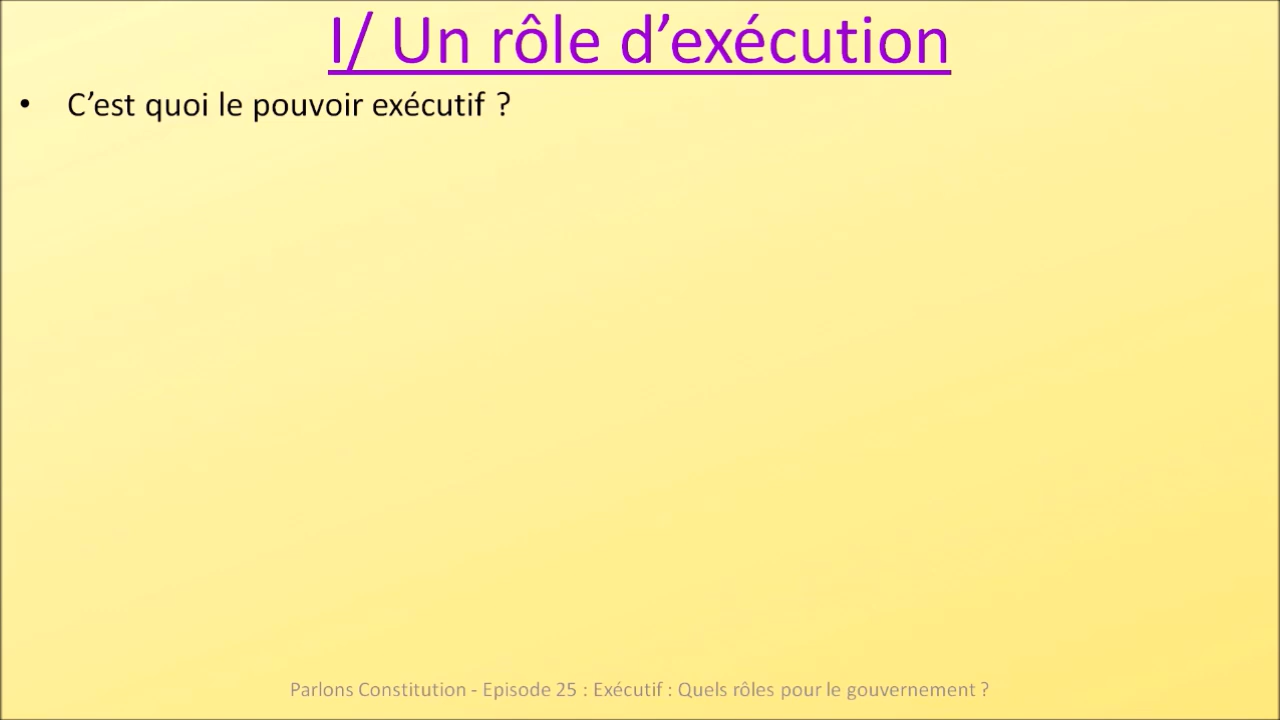 I/ Un rôle d’exécution
• C’est quoi le pouvoir exécutif ?
Parlons Constitution - Episode 25 : Exécutif : Quels rôles pour le gouvernement ?